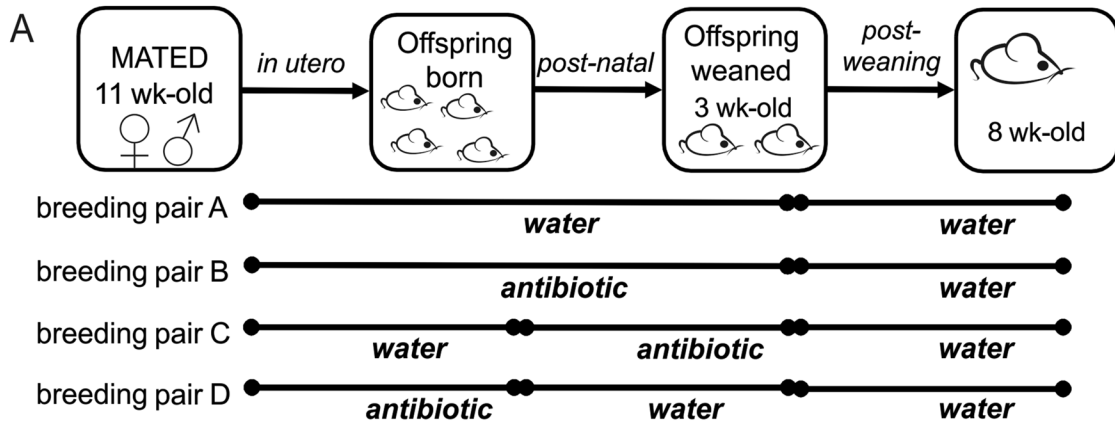 A
MATED
11 wk-old
in utero
Offspring
born
post-natal
Offspring
weaned
3 wk-old
post-
weaning
8 wk-old
breeding pair A
water
water
breeding pair B
antibiotic
water
breeding pair C
water
antibiotic
water
breeding pair D
antibiotic
water
water